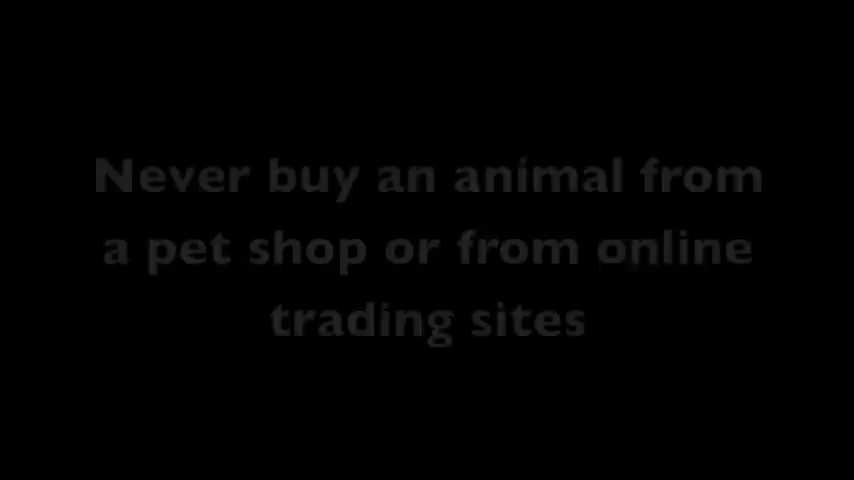 Never buy an animal from
a pet shop or from online
trading sites